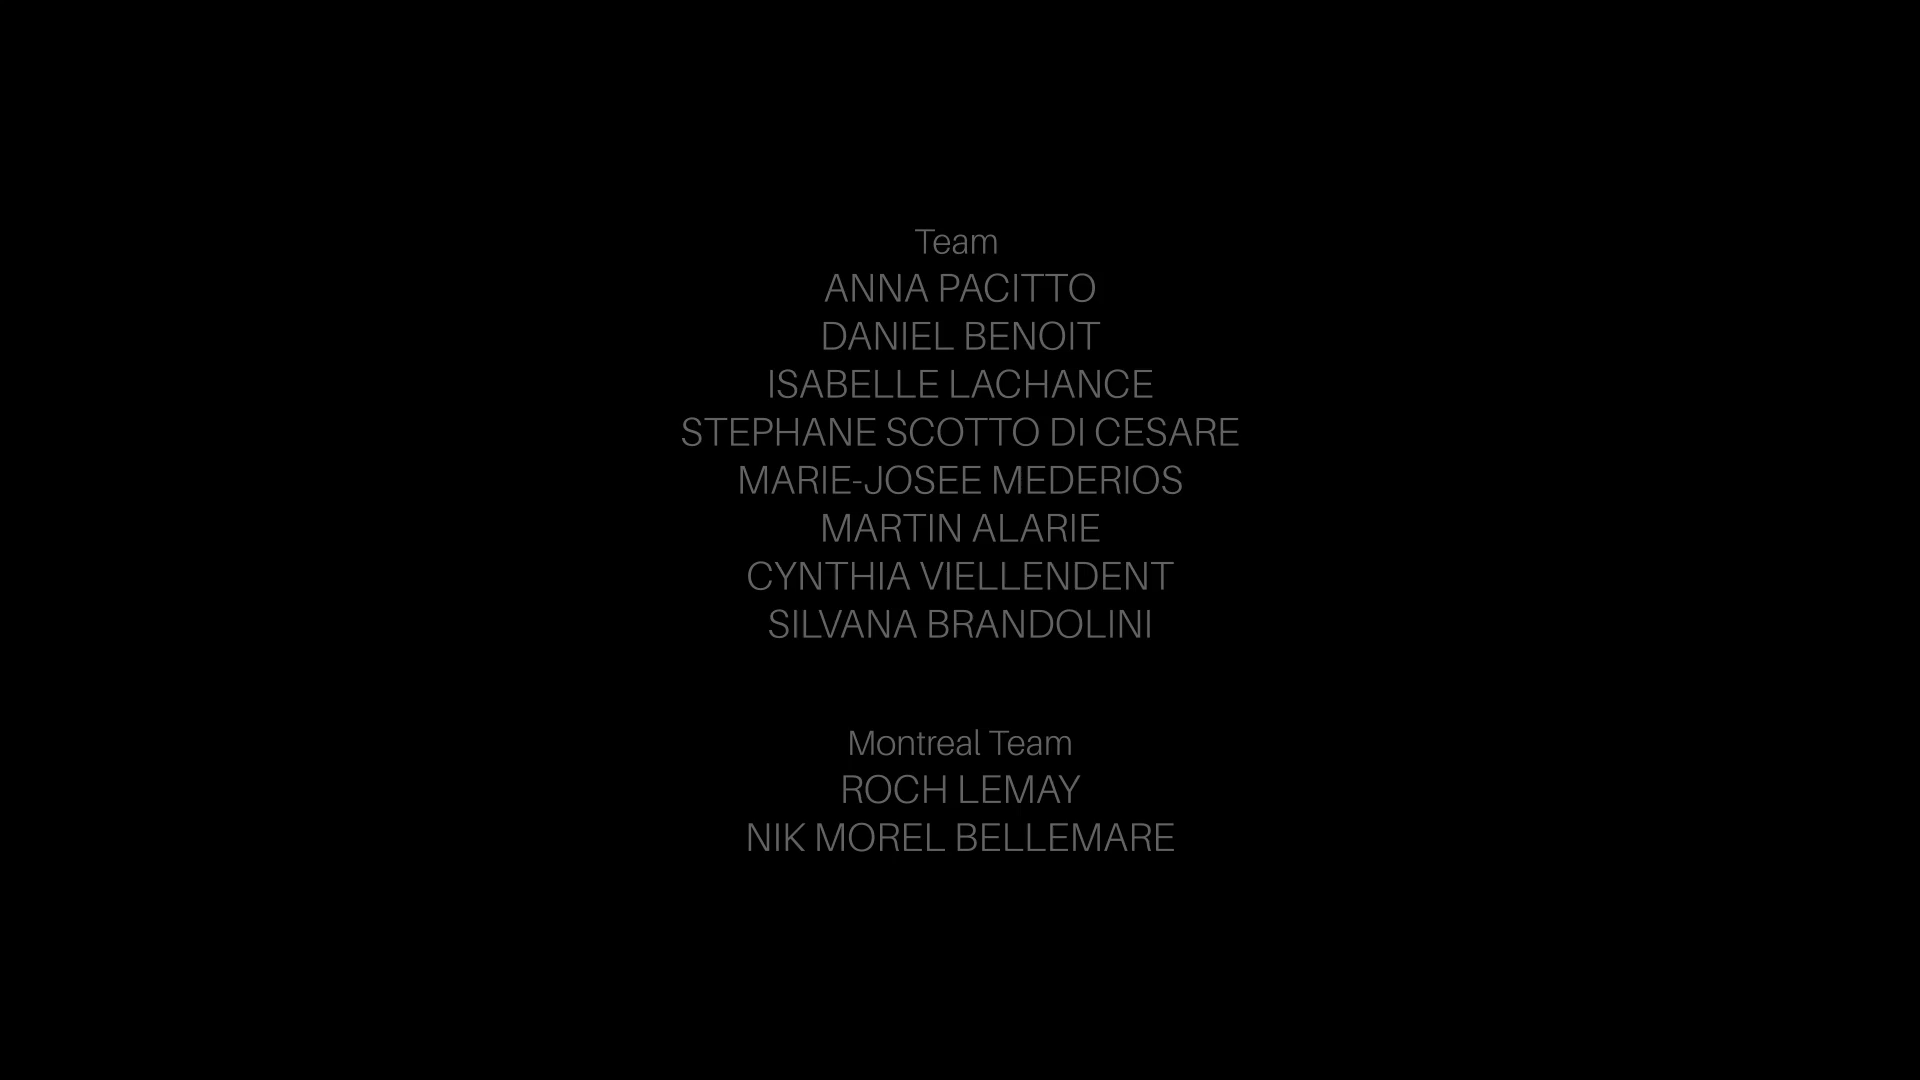 Team
ANNA PACITTO
DANIEL BENOIT
ISABELLE LACHANCE
STEPHANE SCOTTO DI CESARE
MARIE-JOSEE MEDERIOS
MARTIN ALARIE
CYNTHIA VIELLENDENT
SILVANA BRANDOLINI
Montreal Team
ROCH LEMAY
NIK MOREL BELLEMARE